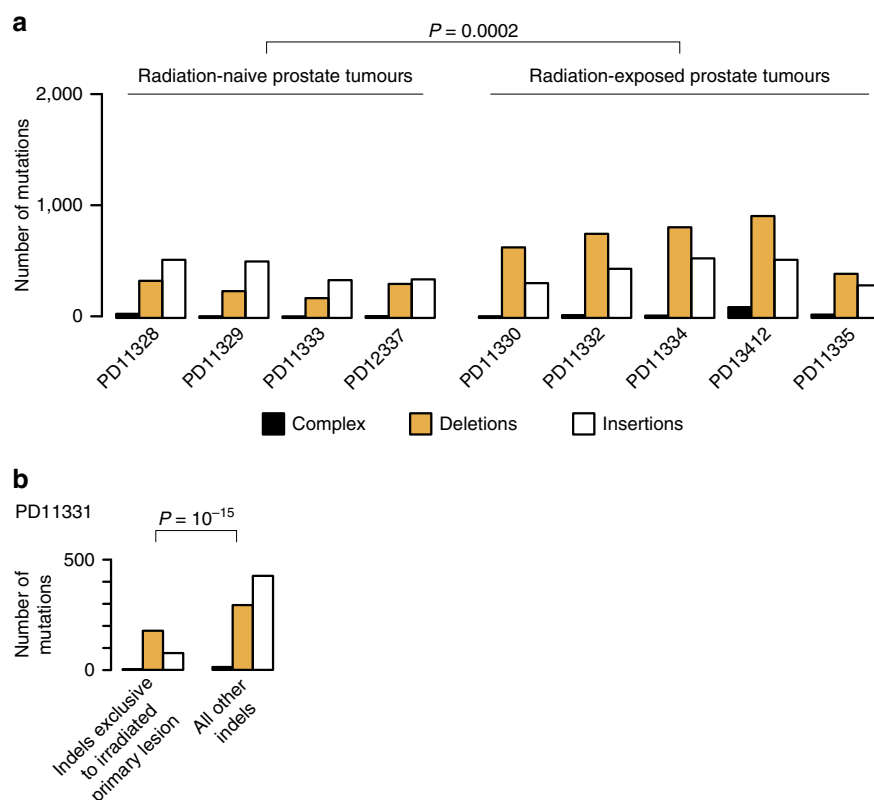 a
P = 0.0002
Radiation-naive prostate tumours
Radiation-exposed prostate tumours
Number of mutations
2,000
1,000
0
PD11328
PD11329
PD11333
PD12337
PD11330
PD11332
PD11334
PD13412
PD11335
Complex
Deletions
Insertions
b
PD11331
P = 10⁻¹⁵
Number of
mutations
500
0
Indels exclusive
to irradiated
primary lesion
All other
indels